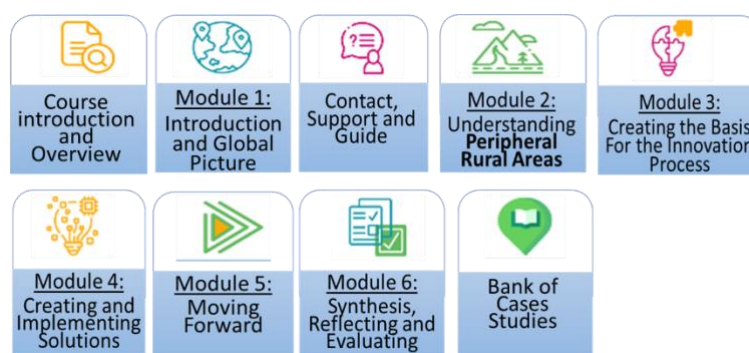 Course
introduction
and
Overview
Module 1:
Introduction
and Global
Picture
?≡
Contact,
Support and
Guide
Module 2:
Understanding
Peripheral
Rural Areas
Module 3:
Creating the Basis
For the Innovation
Process
Module 4:
Creating and
Implementing
Solutions
Module 5:
Moving
Forward
Module 6:
Synthesis,
Reflecting and
Evaluating
Bank of
Cases
Studies